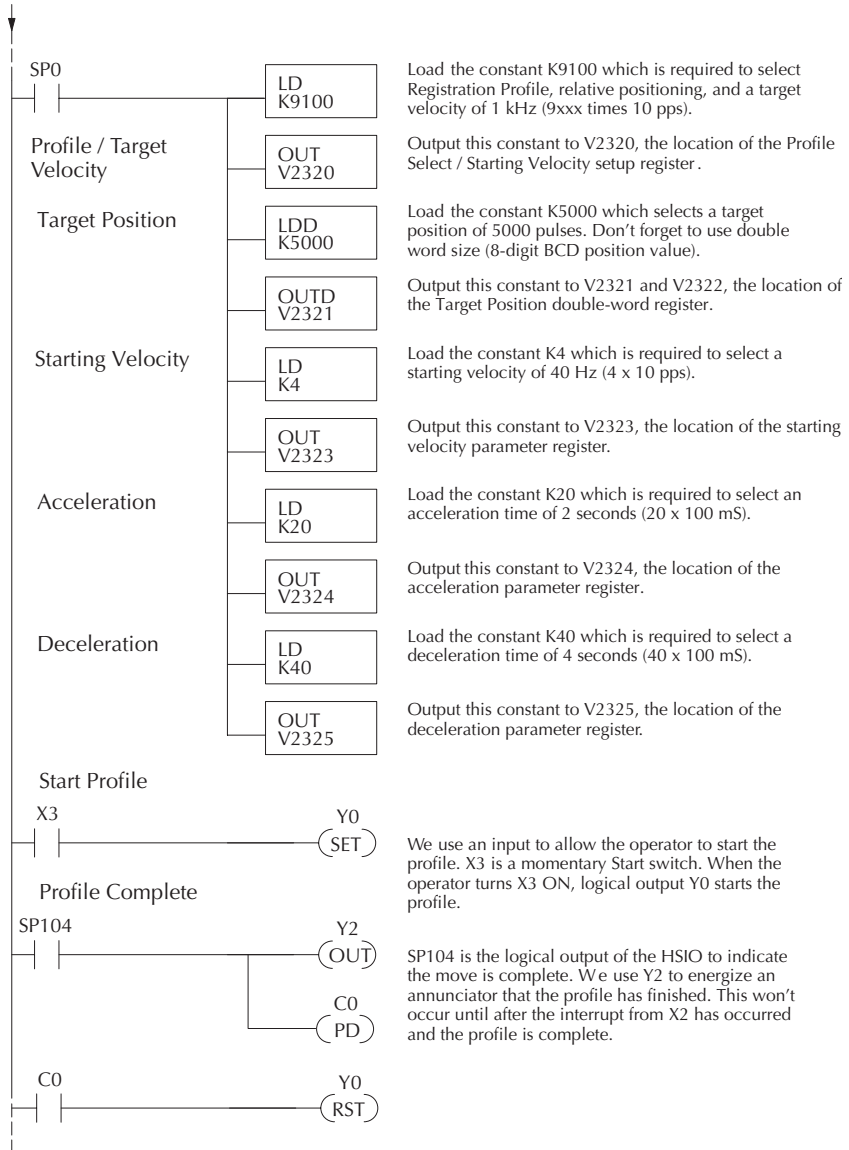 SP0
LD
K9100
Load the constant K9100 which is required to select
Registration Profile, relative positioning, and a target
velocity of 1 kHz (9xxx times 10 pps).
Profile / Target
Velocity
OUT
V2320
Output this constant to V2320, the location of the Profile
Select / Starting Velocity setup register.
Target Position
LDD
K5000
Load the constant K5000 which selects a target
position of 5000 pulses. Don't forget to use double
word size (8-digit BCD position value).
OUTD
V2321
Output this constant to V2321 and V2322, the location of
the Target Position double-word register.
Starting Velocity
LD
K4
Load the constant K4 which is required to select a
starting velocity of 40 Hz (4 x 10 pps).
OUT
V2323
Output this constant to V2323, the location of the starting
velocity parameter register.
Acceleration
LD
K20
Load the constant K20 which is required to select an
acceleration time of 2 seconds (20 x 100 mS).
OUT
V2324
Output this constant to V2324, the location of the
acceleration parameter register.
Deceleration
LD
K40
Load the constant K40 which is required to select a
deceleration time of 4 seconds (40 x 100 mS).
OUT
V2325
Output this constant to V2325, the location of the
deceleration parameter register.
Start Profile
X3
Y0
SET
We use an input to allow the operator to start the
profile. X3 is a momentary Start switch. When the
operator turns X3 ON, logical output Y0 starts the
profile.
Profile Complete
SP104
Y2
OUT
SP104 is the logical output of the HSIO to indicate
the move is complete. We use Y2 to energize an
annunciator that the profile has finished. This won't
occur until after the interrupt from X2 has occurred
and the profile is complete.
C0
PD
C0
Y0
RST